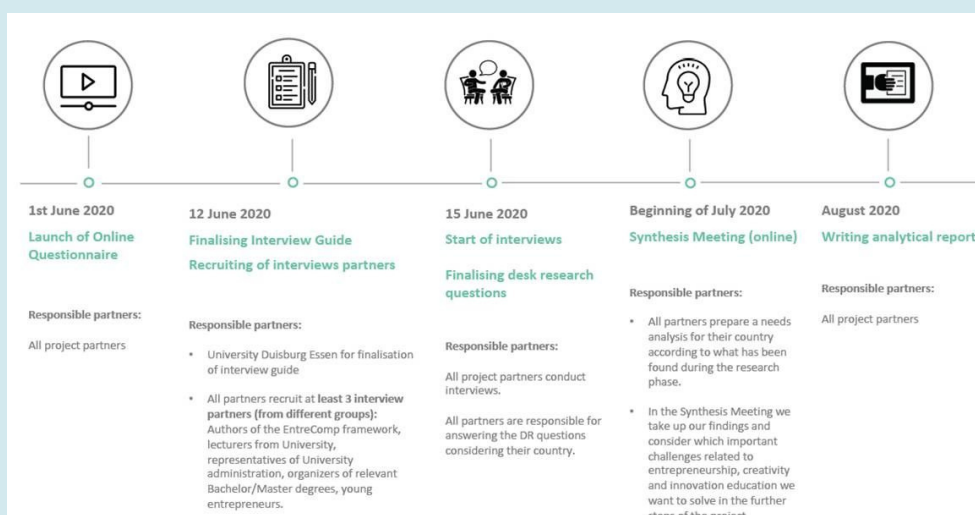 1st June 2020
Launch of Online
Questionnaire
Responsible partners:
All project partners
12 June 2020
Finalising Interview Guide
Recruiting of interviews partners
Responsible partners:
• University Duisburg Essen for finalisation
of interview guide
• All partners recruit at least 3 interview
partners (from different groups):
Authors of the EntreComp framework,
lecturers from University,
representatives of University
administration, organizers of relevant
Bachelor/Master degrees, young
entrepreneurs.
15 June 2020
Start of interviews
Finalising desk research
questions
Responsible partners:
All project partners conduct
interviews.
All partners are responsible for
answering the DR questions
considering their country.
Beginning of July 2020
Synthesis Meeting (online)
Responsible partners:
• All partners prepare a needs
analysis for their country
according to what has been
found during the research
phase.
• In the Synthesis Meeting we
take up our findings and
consider which important
challenges related to
entrepreneurship, creativity
and innovation education we
want to solve in the further
steps of the project
August 2020
Writing analytical report
Responsible partners:
All project partners